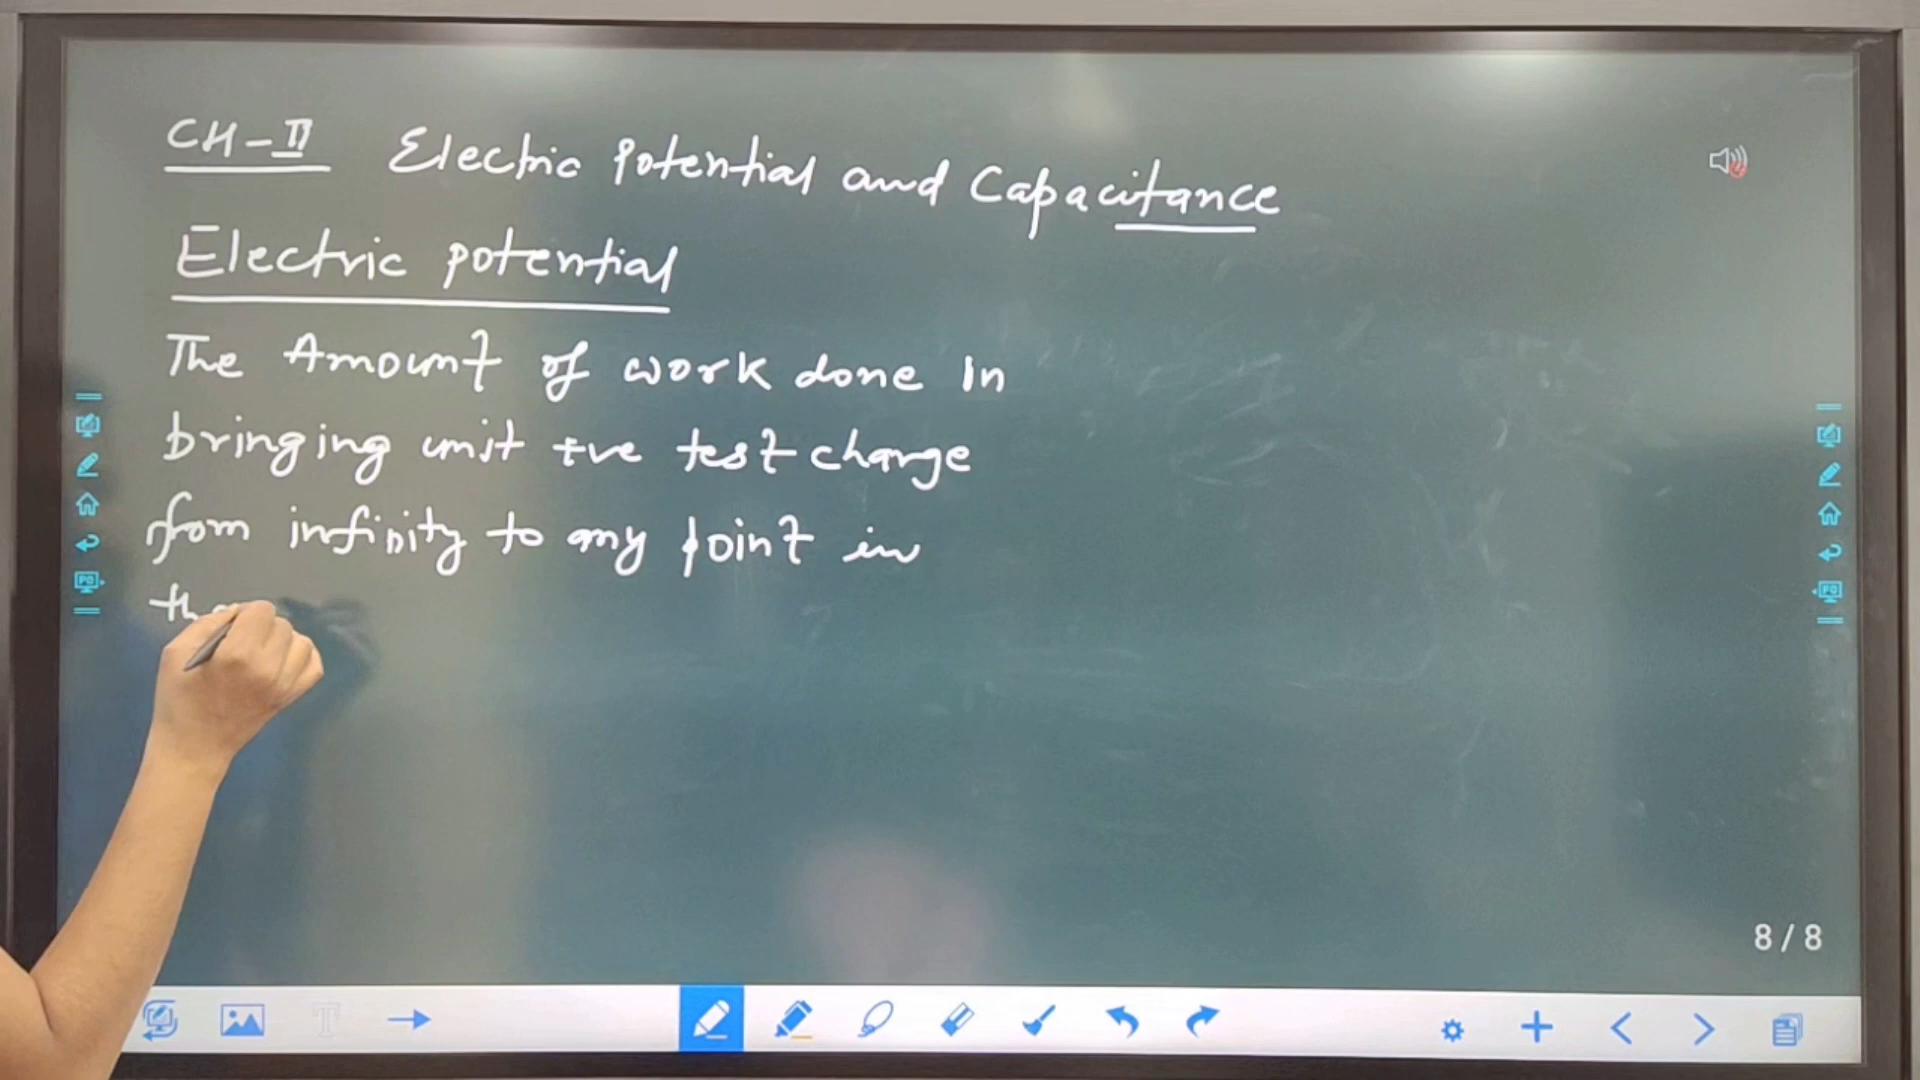 CH-II Electric Potential and Capacitance
Electric potential
The Amount of work done in
bringing unit +ve test charge
from infinity to any point in
8/8